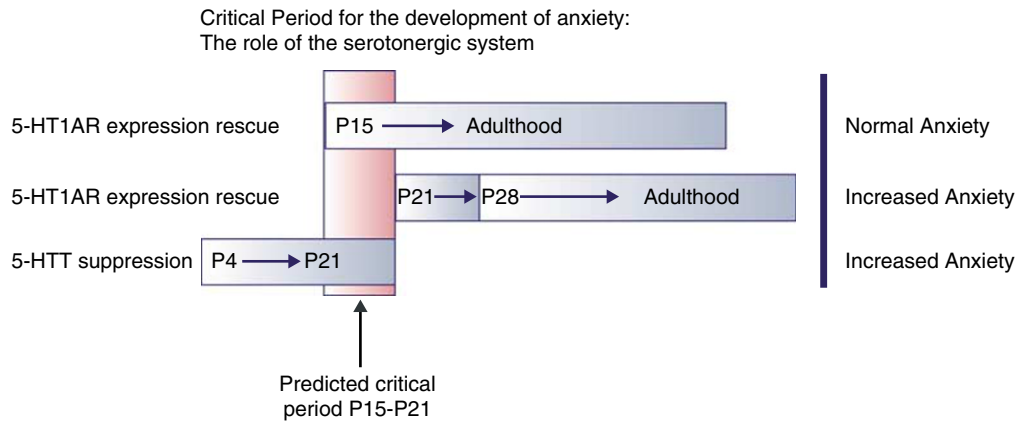 Critical Period for the development of anxiety:
The role of the serotonergic system
5-HT1AR expression rescue P15 Adulthood Normal Anxiety
5-HT1AR expression rescue P21 P28 Adulthood Increased Anxiety
5-HTT suppression P4 P21 Increased Anxiety
Predicted critical
period P15-P21